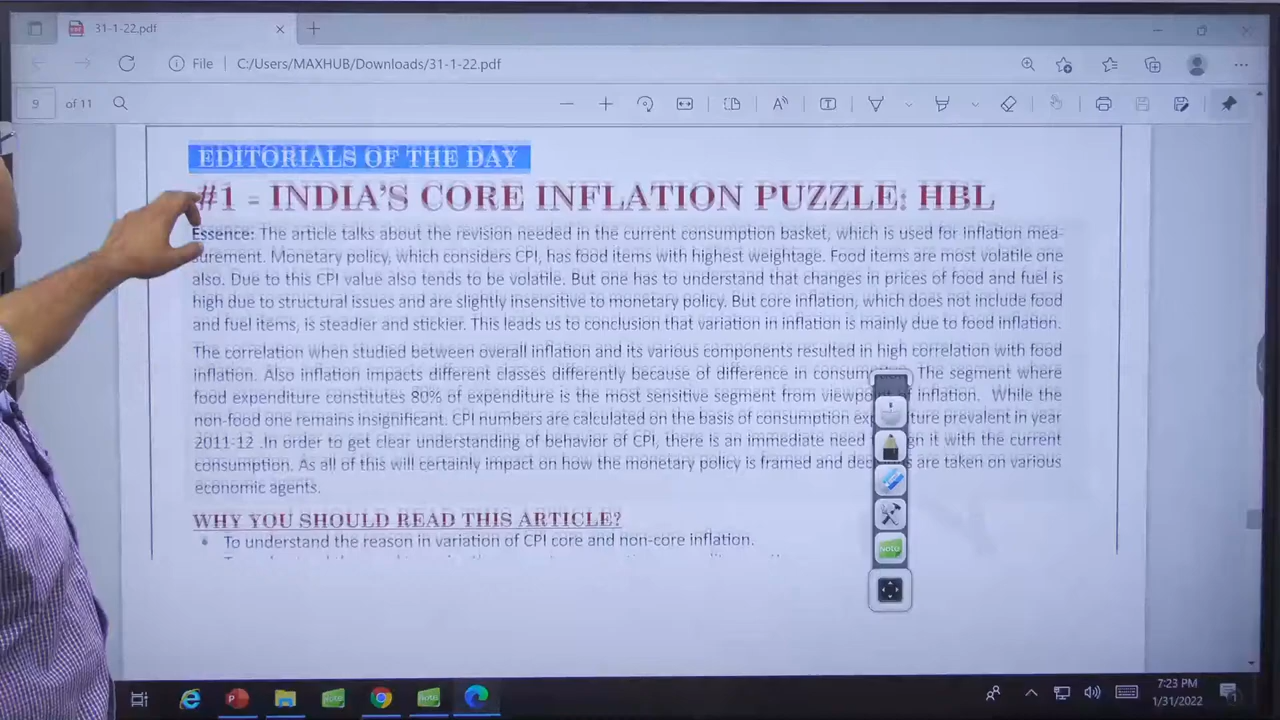 31-1-22.pdf
File C:/Users/MAXHUB/Downloads/31-1-22.pdf
9 of 11
EDITORIALS OF THE DAY
#1 - INDIA'S CORE INFLATION PUZZLE: HBL
Essence: The article talks about the revision needed in the current consumption basket, which is used for inflation mea-
surement. Monetary policy, which considers CPI, has food items with highest weightage. Food items are most volatile one
also. Due to this CPI value also tends to be volatile. But one has to understand that changes in prices of food and fuel is
high due to structural issues and are slightly insensitive to monetary policy. But core inflation, which does not include food
and fuel items, is steadier and stickier. This leads us to conclusion that variation in inflation is mainly due to food inflation.
The correlation when studied between overall inflation and its various components resulted in high correlation with food
inflation. Also inflation impacts different classes differently because of difference in The segment where
food expenditure constitutes 80% of expenditure is the most sensitive segment from inflation. While the
non-food one remains insignificant. CPI numbers are calculated on the basis of consumption prevalent in year
2011-12 .In order to get clear understanding of behavior of CPI, there is an immediate need it with the current
consumption. As all of this will certainly impact on how the monetary policy is framed and are taken on various
economic agents.
WHY YOU SHOULD READ THIS ARTICLE?
• To understand the reason in variation of CPI core and non-core inflation.
Note
7:23 PM
1/31/2022